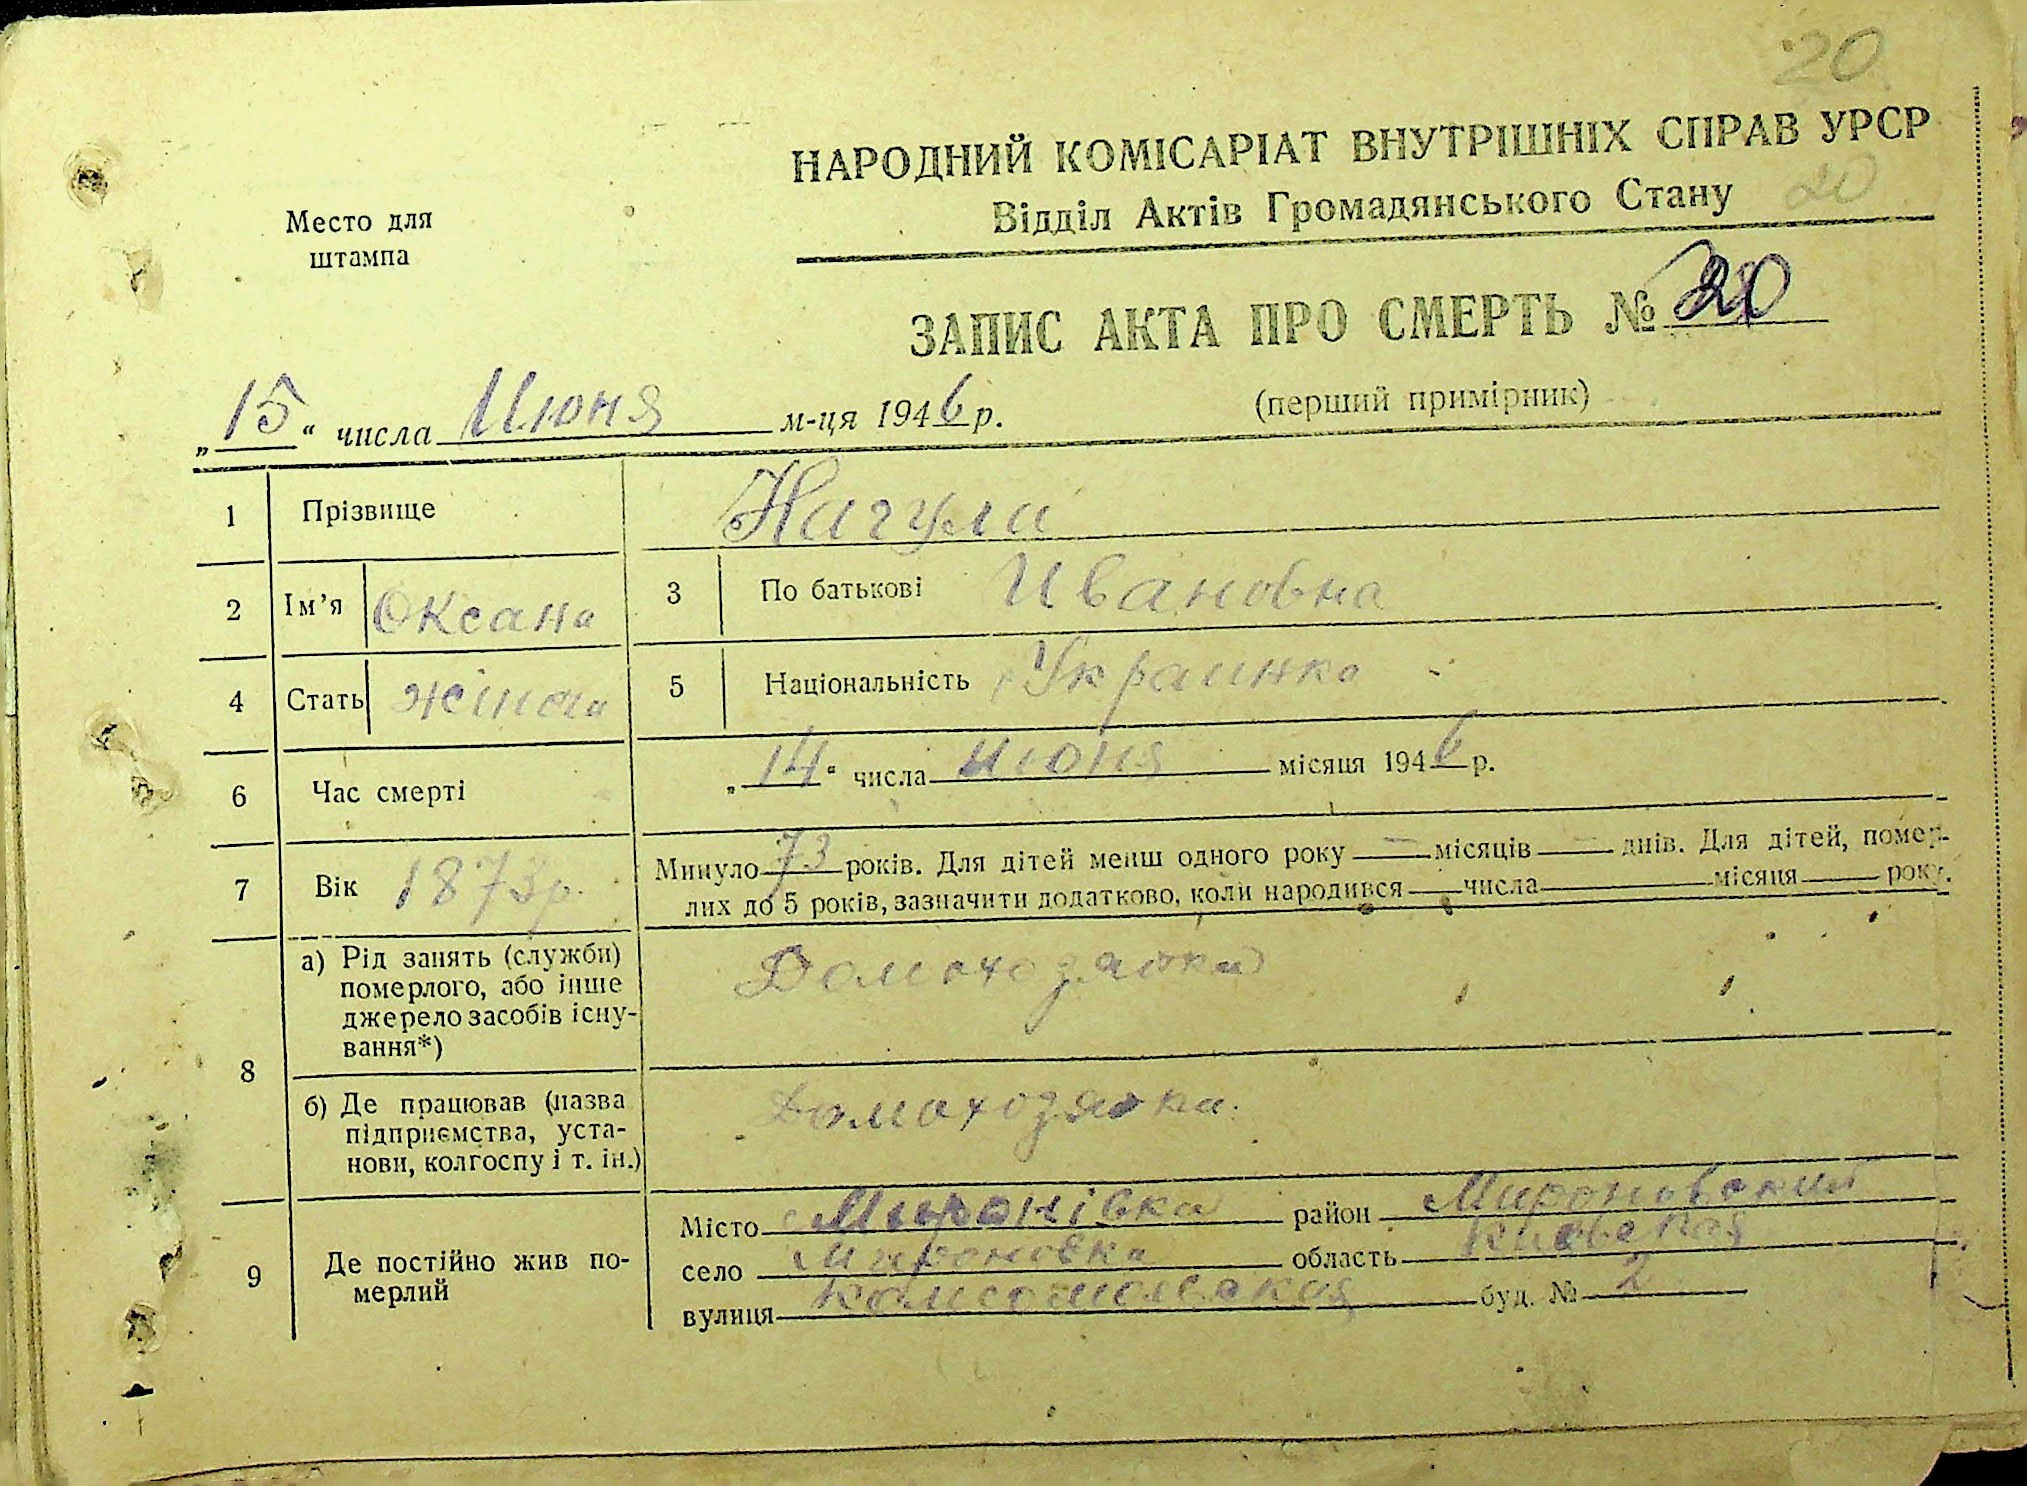 20
НАРОДНИЙ КОМІСАРІАТ ВНУТРІШНІХ СПРАВ УРСР
Відділ Актів Громадянського Стану 20
Место для
штампа
ЗАПИС АКТА ПРО СМЕРТЬ № 20
(перший примірник)
„15“ числа Июня м-ця 1946 р.
1 Прізвище Нагула
2 Ім'я Оксана 3 По батькові Ивановна
4 Стать 5 Національність Украинка
6 Час смерті „14“ числа июня місяця 1946 р.
7 Вік 1873 р. Минуло 73 років. Для дітей менш одного року — місяців — днів. Для дітей, помер-
лих до 5 років, зазначити додатково, коли народився числа місяця року.
8 а) Рід занять (служби)
померлого, або інше
джерело засобів існу-
вання*)
Домохозяйка
б) Де працював (назва
підприємства, уста-
нови, колгоспу і т. ін.)
Домохозяйка.
9 Де постійно жив по-
мерлий
Місто Миронівка район Мироновский
село Мироновка область Киевская
вулиця Комсомольская буд. № 2